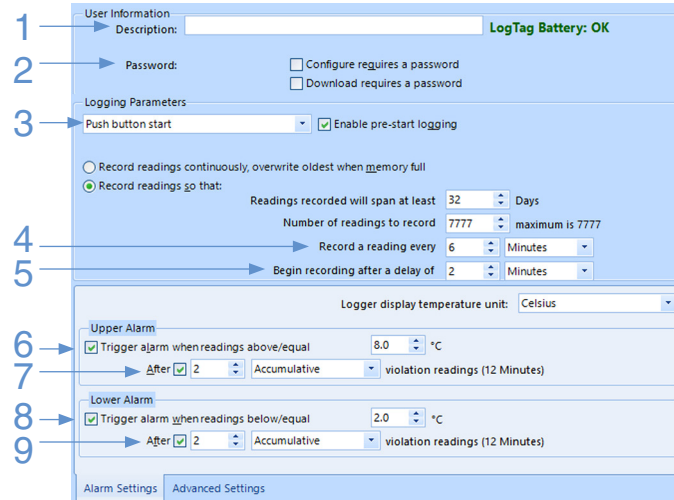 User Information
1 Description: LogTag Battery: OK
2 Password: Configure requires a password
Download requires a password
Logging Parameters
3 Push button start Enable pre-start logging
Record readings continuously, overwrite oldest when memory full
Record readings so that:
Readings recorded will span at least 32 Days
Number of readings to record 7777 maximum is 7777
4 Record a reading every 6 Minutes
5 Begin recording after a delay of 2 Minutes
Logger display temperature unit: Celsius
Upper Alarm
6 Trigger alarm when readings above/equal 8.0 °C
7 After 2 Accumulative violation readings (12 Minutes)
Lower Alarm
8 Trigger alarm when readings below/equal 2.0 °C
9 After 2 Accumulative violation readings (12 Minutes)
Alarm Settings Advanced Settings